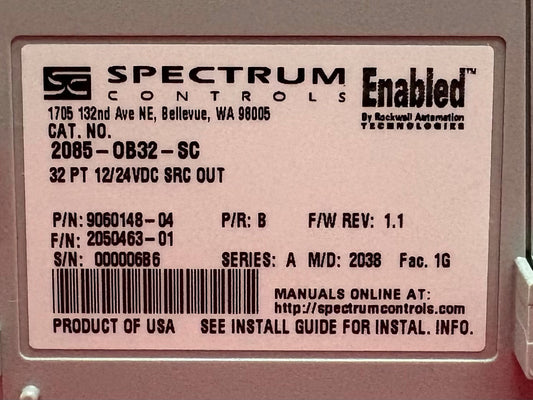 SC SPECTRUM CONTROLS Enabled™
1705 132nd Ave NE, Bellevue, WA 98005
By Rockwell Automation
TECHNOLOGIES
CAT. NO.
2085-OB32-SC
32 PT 12/24VDC SRC OUT
P/N: 9060148-04 P/R: B F/W REV: 1.1
F/N: 2050463-01
S/N: 000006B6 SERIES: A M/D: 2038 Fac. 1G
MANUALS ONLINE AT:
http://spectrumcontrols.com
PRODUCT OF USA SEE INSTALL GUIDE FOR INSTAL. INFO.